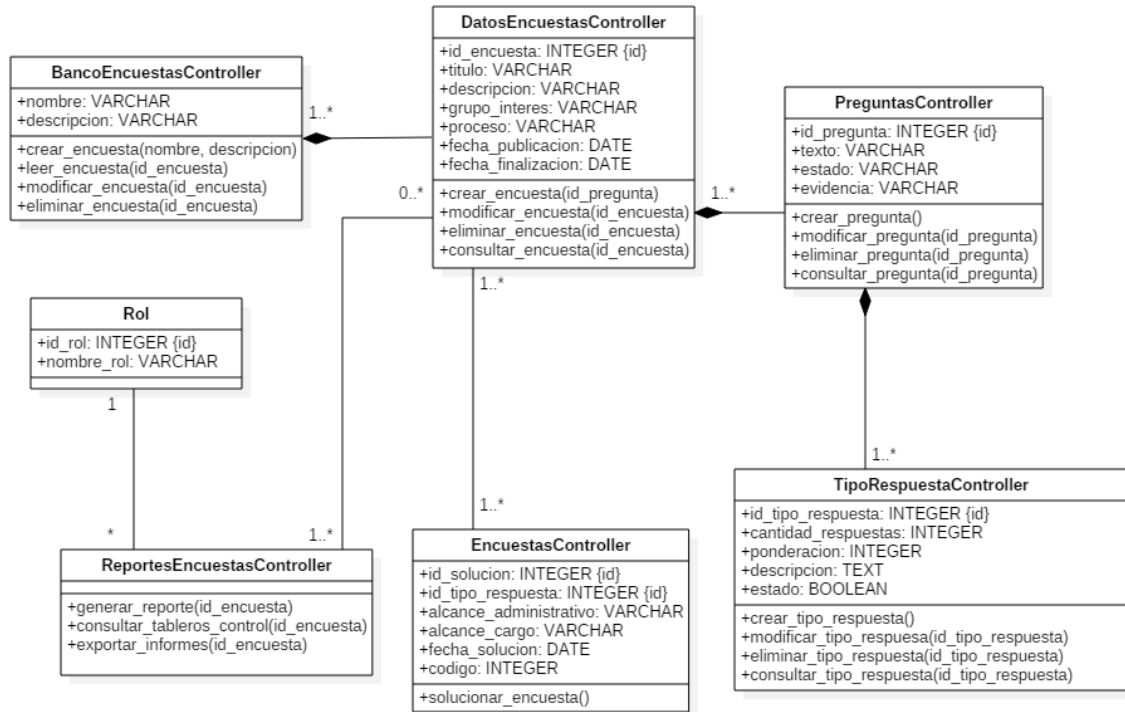 DatosEncuestasController
+id_encuesta: INTEGER {id}
+titulo: VARCHAR
+descripcion: VARCHAR
+grupo_interes: VARCHAR
+proceso: VARCHAR
+fecha_publicacion: DATE
+fecha_finalizacion: DATE
+crear_encuesta(id_pregunta)
+modificar_encuesta(id_encuesta)
+eliminar_encuesta(id_encuesta)
+consultar_encuesta(id_encuesta)
BancoEncuestasController
+nombre: VARCHAR
+descripcion: VARCHAR
+crear_encuesta(nombre, descripcion)
+leer_encuesta(id_encuesta)
+modificar_encuesta(id_encuesta)
+eliminar_encuesta(id_encuesta)
1..*
0..*
1..*
PreguntasController
+id_pregunta: INTEGER {id}
+texto: VARCHAR
+estado: VARCHAR
+evidencia: VARCHAR
+crear_pregunta()
+modificar_pregunta(id_pregunta)
+eliminar_pregunta(id_pregunta)
+consultar_pregunta(id_pregunta)
1..*
Rol
+id_rol: INTEGER {id}
+nombre_rol: VARCHAR
1
*
1..*
1..*
1..*
ReportesEncuestasController
+generar_reporte(id_encuesta)
+consultar_tableros_control(id_encuesta)
+exportar_informes(id_encuesta)
EncuestasController
+id_solucion: INTEGER {id}
+id_tipo_respuesta: INTEGER {id}
+alcance_administrativo: VARCHAR
+alcance_cargo: VARCHAR
+fecha_solucion: DATE
+codigo: INTEGER
+solucionar_encuesta()
TipoRespuestaController
+id_tipo_respuesta: INTEGER {id}
+cantidad_respuestas: INTEGER
+ponderacion: INTEGER
+descripcion: TEXT
+estado: BOOLEAN
+crear_tipo_respuesta()
+modificar_tipo_respuesa(id_tipo_respuesta)
+eliminar_tipo_respuesta(id_tipo_respuesta)
+consultar_tipo_respuesta(id_tipo_respuesta)